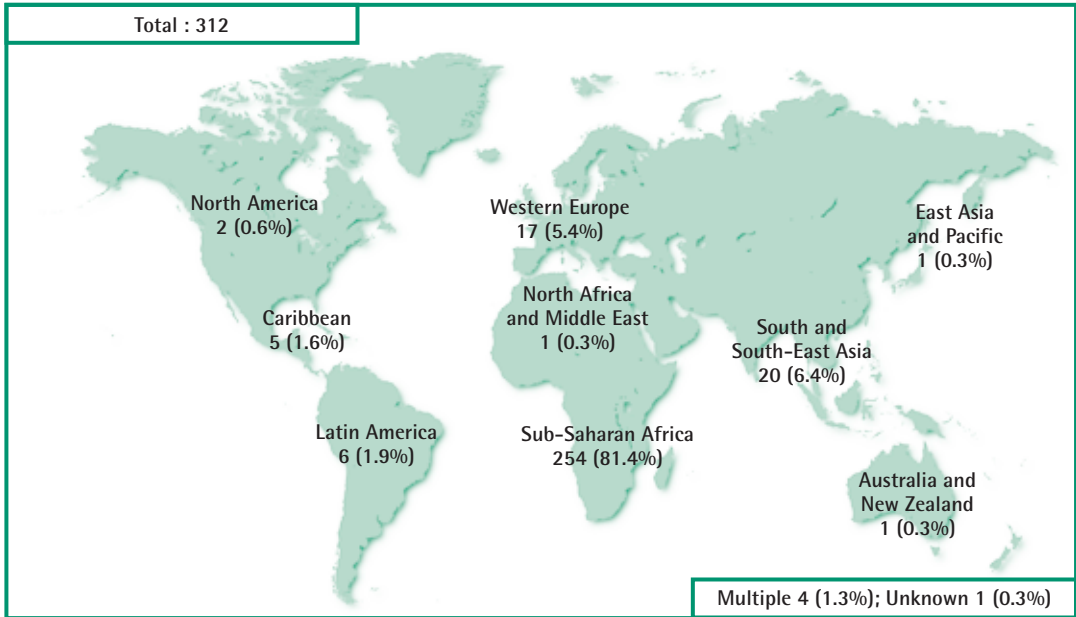 Total : 312
North America
2 (0.6%)
Western Europe
17 (5.4%)
East Asia
and Pacific
1 (0.3%)
North Africa
and Middle East
1 (0.3%)
Caribbean
5 (1.6%)
South and
South-East Asia
20 (6.4%)
Latin America
6 (1.9%)
Sub-Saharan Africa
254 (81.4%)
Australia and
New Zealand
1 (0.3%)
Multiple 4 (1.3%); Unknown 1 (0.3%)